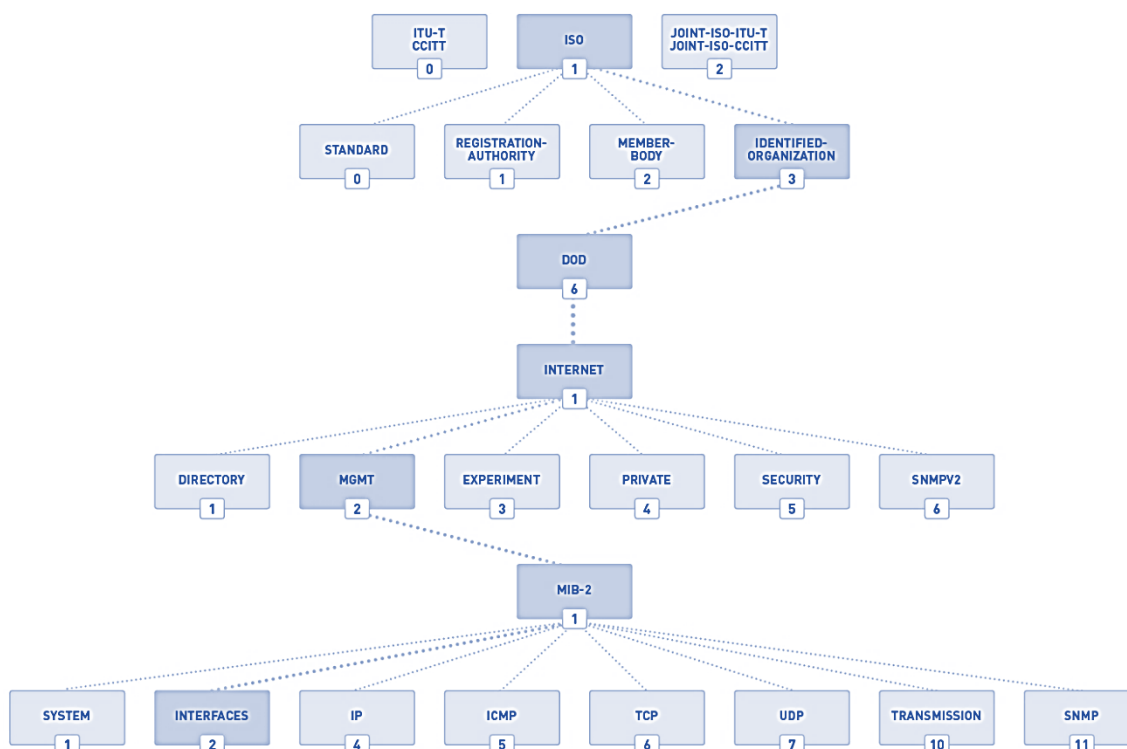 ITU-T
CCITT
0
ISO
1
JOINT-ISO-ITU-T
JOINT-ISO-CCITT
2
STANDARD
0
REGISTRATION-
AUTHORITY
1
MEMBER-
BODY
2
IDENTIFIED-
ORGANIZATION
3
DOD
6
INTERNET
1
DIRECTORY
1
MGMT
2
EXPERIMENT
3
PRIVATE
4
SECURITY
5
SNMPV2
6
MIB-2
1
SYSTEM
1
INTERFACES
2
IP
4
ICMP
5
TCP
6
UDP
7
TRANSMISSION
10
SNMP
11